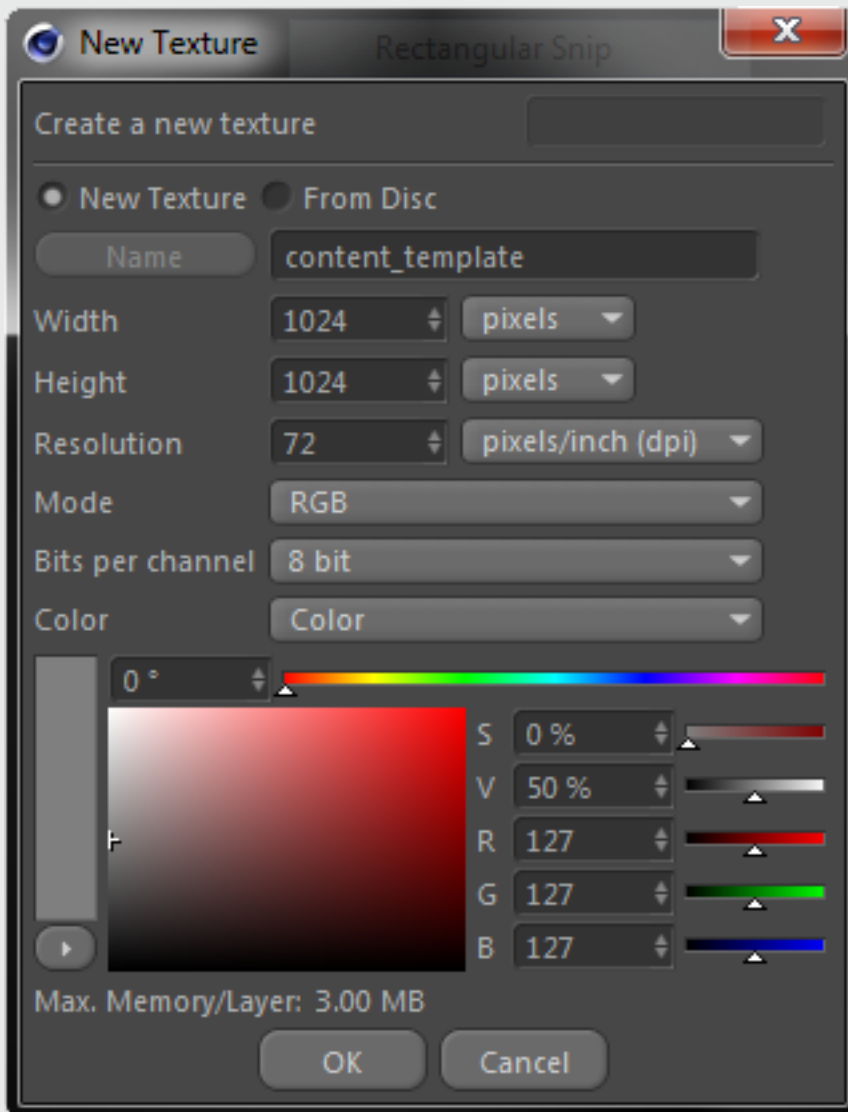 New Texture Rectangular Snip X
Create a new texture
New Texture From Disc
Name content_template
Width 1024 pixels
Height 1024 pixels
Resolution 72 pixels/inch (dpi)
Mode RGB
Bits per channel 8 bit
Color Color
0 °
S 0 %
V 50 %
R 127
G 127
B 127
Max. Memory/Layer: 3.00 MB
OK Cancel